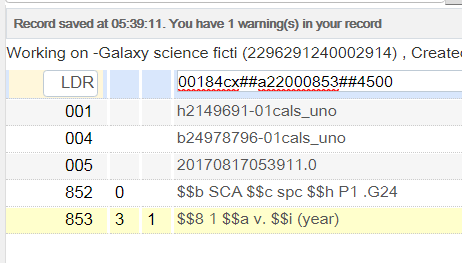 Record saved at 05:39:11. You have 1 warning(s) in your record
Working on -Galaxy science ficti (2296291240002914) , Create
LDR 00184cx##a22000853##4500
001 h2149691-01cals_uno
004 b24978796-01cals_uno
005 20170817053911.0
852 0 $$b SCA $$c spc $$h P1 .G24
853 3 1 $$8 1 $$a v. $$i (year)